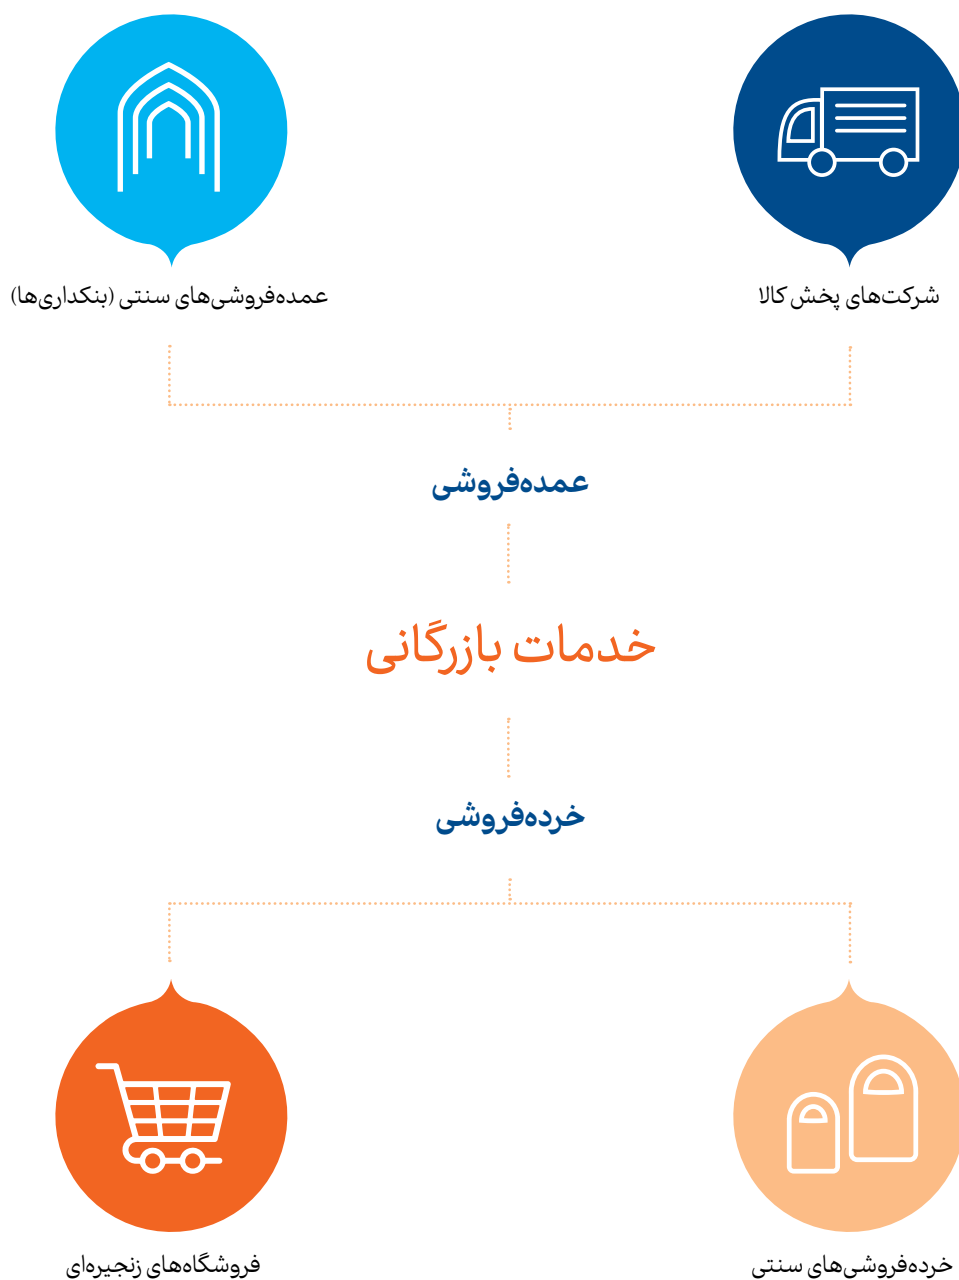 شرکت‌های پخش کالا
عمده‌فروشی‌های سنتی (بنکداری‌ها)
عمده‌فروشی
خدمات بازرگانی
خرده‌فروشی
خرده‌فروشی‌های سنتی
فروشگاه‌های زنجیره‌ای